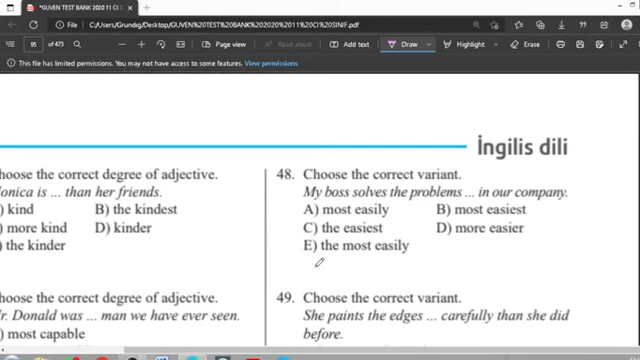 *GUVEN TEST BANK 2020 11 CI S
File
C:/Users/Grundig/Desktop/GUVEN%20TEST%20BANK%202020%2011%20CI%20SINIF.pdf
95 of 473
Page view
Read aloud
Add text
Draw
Highlight
Erase
This file has limited permissions. You may not have access to some features. View permissions
İngilis dili
hoose the correct degree of adjective.
onica is ... than her friends.
) kind B) the kindest
) more kind D) kinder
) the kinder
hoose the correct degree of adjective.
r. Donald was ... man we have ever seen.
) most capable
48. Choose the correct variant.
My boss solves the problems ... in our company.
A) most easily B) most easiest
C) the easiest D) more easier
E) the most easily
49. Choose the correct variant.
She paints the edges ... carefully than she did
before.